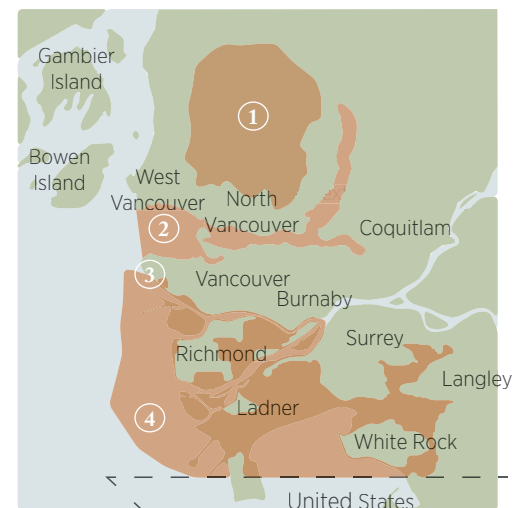 Gambier
Island
1
Bowen
Island
West
Vancouver
North
Vancouver
2
Coquitlam
3
Vancouver
Burnaby
Surrey
Richmond
Langley
Ladner
4
White Rock
United States